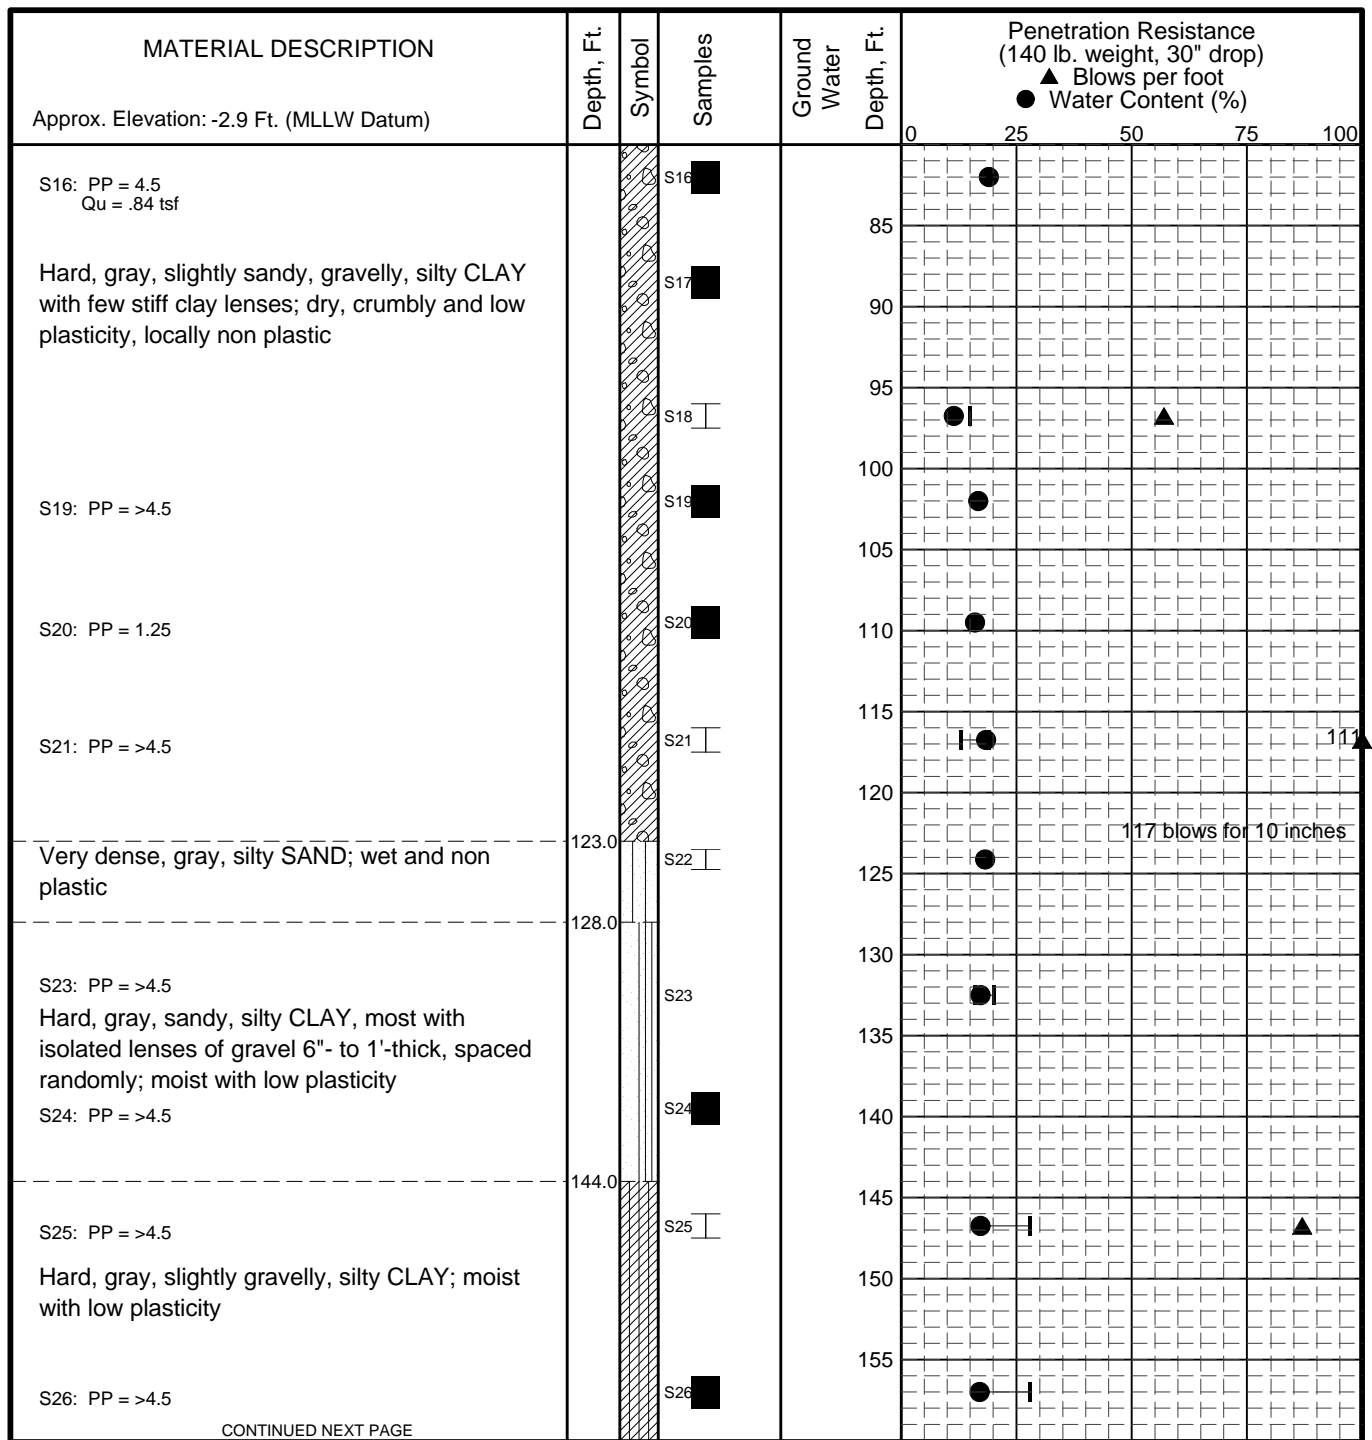 MATERIAL DESCRIPTION
Approx. Elevation: -2.9 Ft. (MLLW Datum)
Depth, Ft.
Symbol
Samples
Ground
Water
Depth, Ft.
Penetration Resistance
(140 lb. weight, 30" drop)
▲ Blows per foot
● Water Content (%)
0 25 50 75 100
S16: PP = 4.5
Qu = .84 tsf
S16
85
Hard, gray, slightly sandy, gravelly, silty CLAY
with few stiff clay lenses; dry, crumbly and low
plasticity, locally non plastic
S17
90
95
S18
100
S19: PP = >4.5
S19
105
S20: PP = 1.25
S20
110
115
S21: PP = >4.5
S21
111
120
117 blows for 10 inches
123.0
Very dense, gray, silty SAND; wet and non
plastic
S22
125
128.0
130
S23: PP = >4.5
S23
Hard, gray, sandy, silty CLAY, most with
isolated lenses of gravel 6"- to 1'-thick, spaced
randomly; moist with low plasticity
135
S24: PP = >4.5
S24
140
144.0
145
S25: PP = >4.5
S25
Hard, gray, slightly gravelly, silty CLAY; moist
with low plasticity
150
155
S26: PP = >4.5
S26
CONTINUED NEXT PAGE